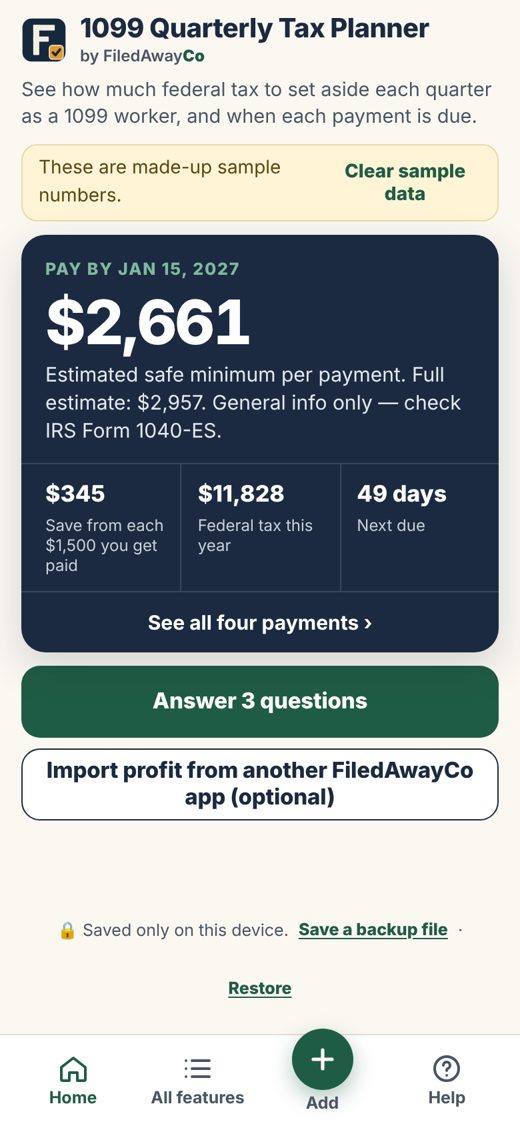 F
1099 Quarterly Tax Planner
by FiledAwayCo
See how much federal tax to set aside each quarter
as a 1099 worker, and when each payment is due.
These are made-up sample
numbers.
Clear sample
data
PAY BY JAN 15, 2027
$2,661
Estimated safe minimum per payment. Full
estimate: $2,957. General info only — check
IRS Form 1040-ES.
$345
Save from each
$1,500 you get
paid
$11,828
Federal tax this
year
49 days
Next due
See all four payments ›
Answer 3 questions
Import profit from another FiledAwayCo
app (optional)
🔒 Saved only on this device. Save a backup file ·
Restore
Home
All features
Add
Help